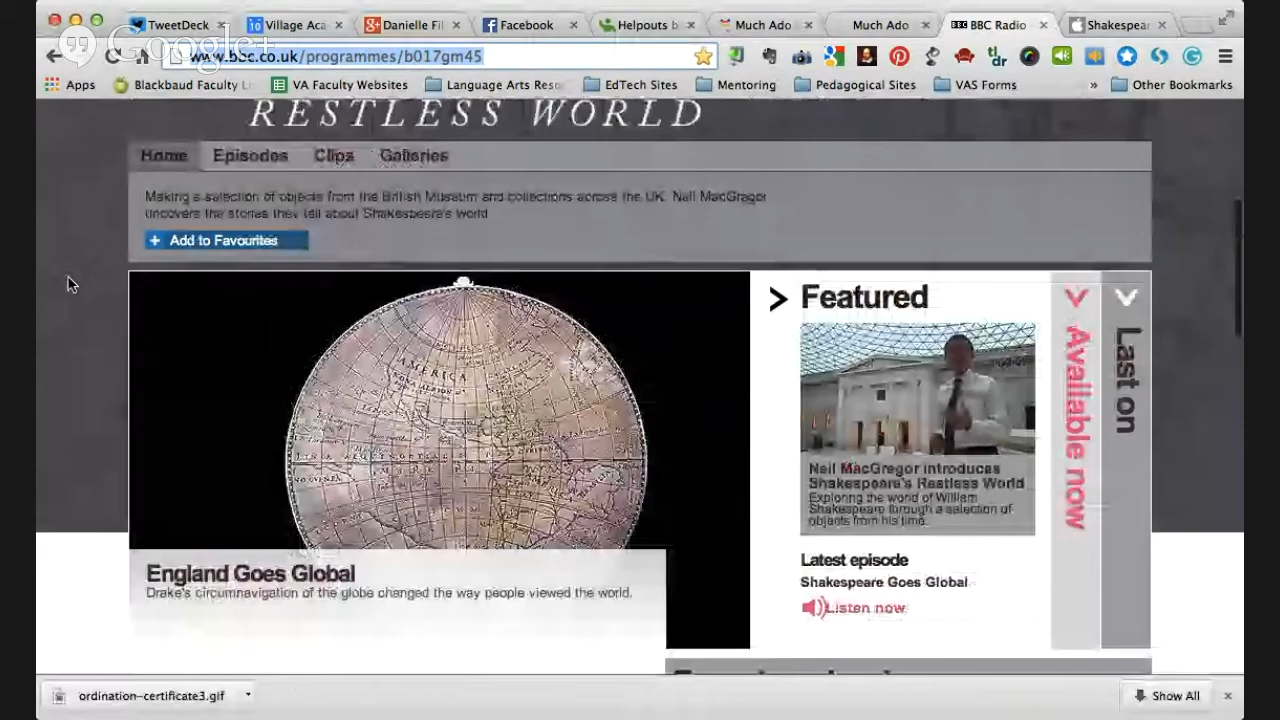 TweetDeck
Village Aca
Danielle Fil
Facebook
Helpouts b
Much Ado
Much Ado
BBC Radio
Shakespear
Google+
www.bbc.co.uk/programmes/b017gm45
Apps
Blackbaud Faculty L
VA Faculty Websites
Language Arts Reso
EdTech Sites
Mentoring
Pedagogical Sites
VAS Forms
»
Other Bookmarks
RESTLESS WORLD
Home Episodes Clips Galleries
Making a selection of objects from the British Museum and collections across the UK, Neil MacGregor
uncovers the stories they tell about Shakespeare's world
+ Add to Favourites
AMERICA
England Goes Global
Drake's circumnavigation of the globe changed the way people viewed the world.
Featured
Neil MacGregor introduces
Shakespeare's Restless World
Exploring the world of William
Shakespeare through a selection of
objects from his time.
Latest episode
Shakespeare Goes Global
Listen now
Available now
Last on
ordination-certificate3.gif
Show All